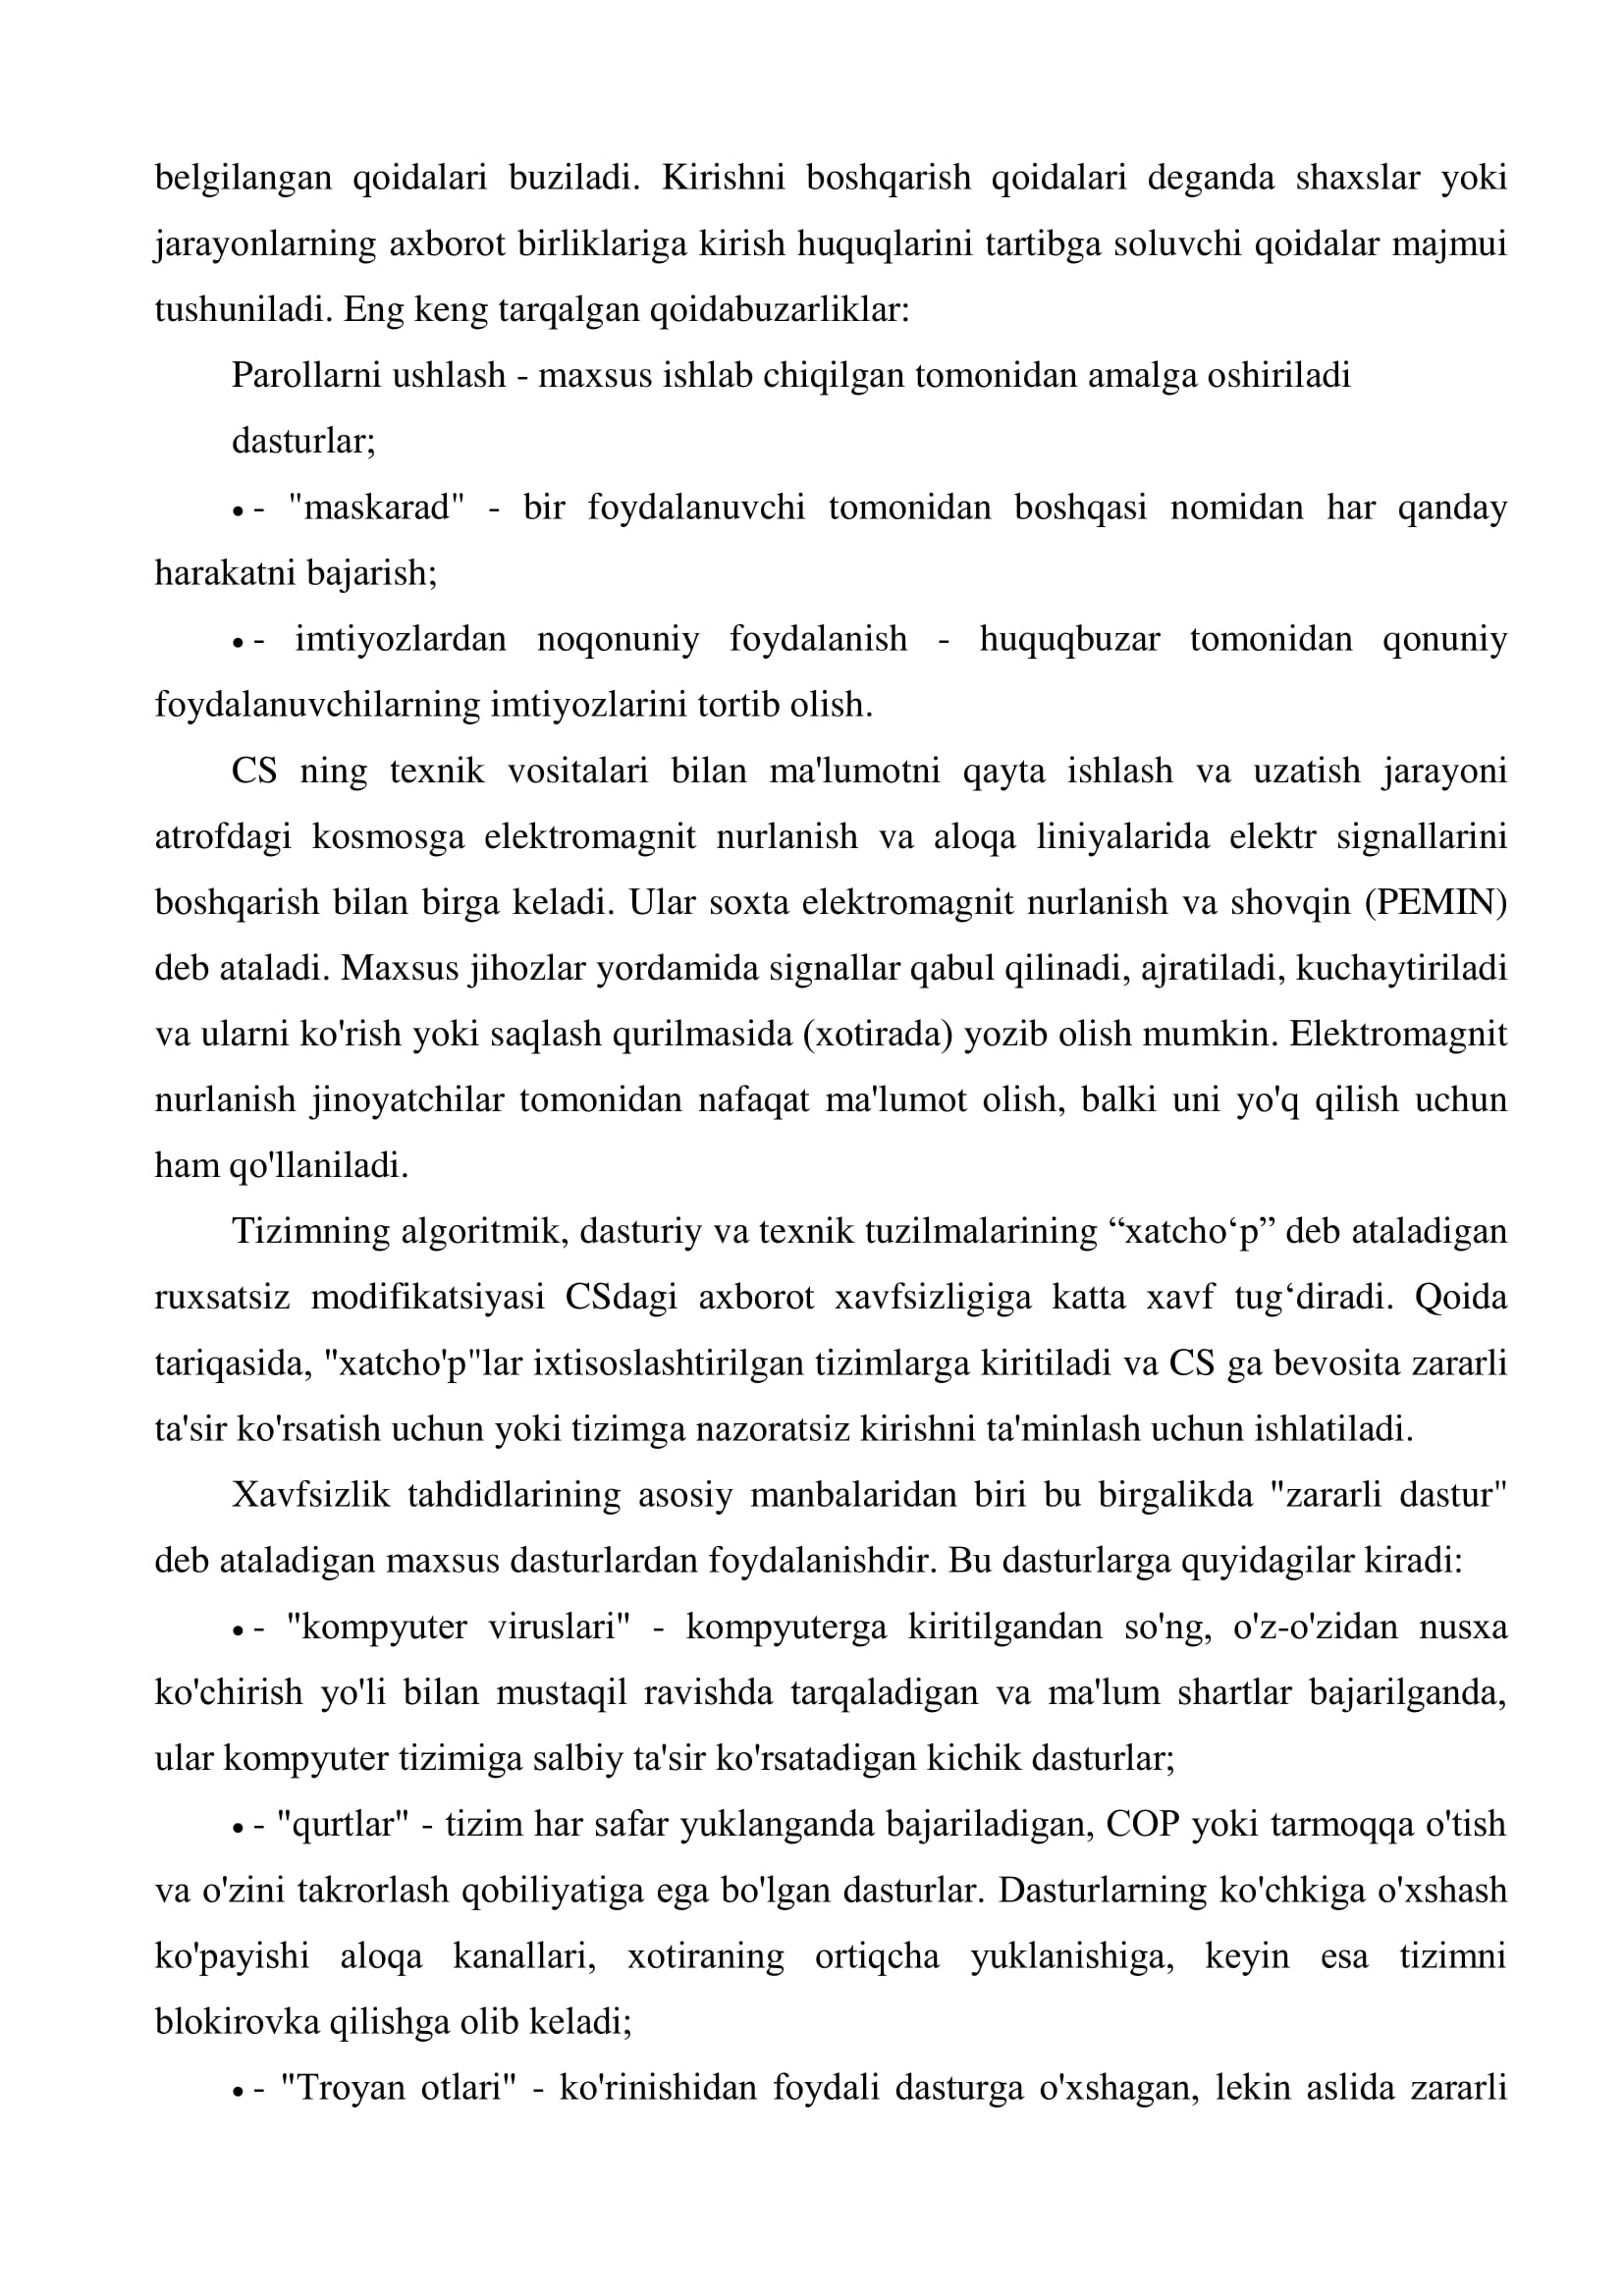 belgilangan qoidalari buziladi. Kirishni boshqarish qoidalari deganda shaxslar yoki
jarayonlarning axborot birliklariga kirish huquqlarini tartibga soluvchi qoidalar majmui
tushuniladi. Eng keng tarqalgan qoidabuzarliklar:
Parollarni ushlash - maxsus ishlab chiqilgan tomonidan amalga oshiriladi
dasturlar;
• - "maskarad" - bir foydalanuvchi tomonidan boshqasi nomidan har qanday
harakatni bajarish;
• - imtiyozlardan noqonuniy foydalanish - huquqbuzar tomonidan qonuniy
foydalanuvchilarning imtiyozlarini tortib olish.
CS ning texnik vositalari bilan ma'lumotni qayta ishlash va uzatish jarayoni
atrofdagi kosmosga elektromagnit nurlanish va aloqa liniyalarida elektr signallarini
boshqarish bilan birga keladi. Ular soxta elektromagnit nurlanish va shovqin (PEMIN)
deb ataladi. Maxsus jihozlar yordamida signallar qabul qilinadi, ajratiladi, kuchaytiriladi
va ularni ko'rish yoki saqlash qurilmasida (xotirada) yozib olish mumkin. Elektromagnit
nurlanish jinoyatchilar tomonidan nafaqat ma'lumot olish, balki uni yo'q qilish uchun
ham qo'llaniladi.
Tizimning algoritmik, dasturiy va texnik tuzilmalarining “xatcho‘p” deb ataladigan
ruxsatsiz modifikatsiyasi CSdagi axborot xavfsizligiga katta xavf tug‘diradi. Qoida
tariqasida, "xatcho'p"lar ixtisoslashtirilgan tizimlarga kiritiladi va CS ga bevosita zararli
ta'sir ko'rsatish uchun yoki tizimga nazoratsiz kirishni ta'minlash uchun ishlatiladi.
Xavfsizlik tahdidlarining asosiy manbalaridan biri bu birgalikda "zararli dastur"
deb ataladigan maxsus dasturlardan foydalanishdir. Bu dasturlarga quyidagilar kiradi:
• - "kompyuter viruslari" - kompyuterga kiritilgandan so'ng, o'z-o'zidan nusxa
ko'chirish yo'li bilan mustaqil ravishda tarqaladigan va ma'lum shartlar bajarilganda,
ular kompyuter tizimiga salbiy ta'sir ko'rsatadigan kichik dasturlar;
• - "qurtlar" - tizim har safar yuklanganda bajariladigan, COP yoki tarmoqqa o'tish
va o'zini takrorlash qobiliyatiga ega bo'lgan dasturlar. Dasturlarning ko'chkiga o'xshash
ko'payishi aloqa kanallari, xotiraning ortiqcha yuklanishiga, keyin esa tizimni
blokirovka qilishga olib keladi;
• - "Troyan otlari" - ko'rinishidan foydali dasturga o'xshagan, lekin aslida zararli